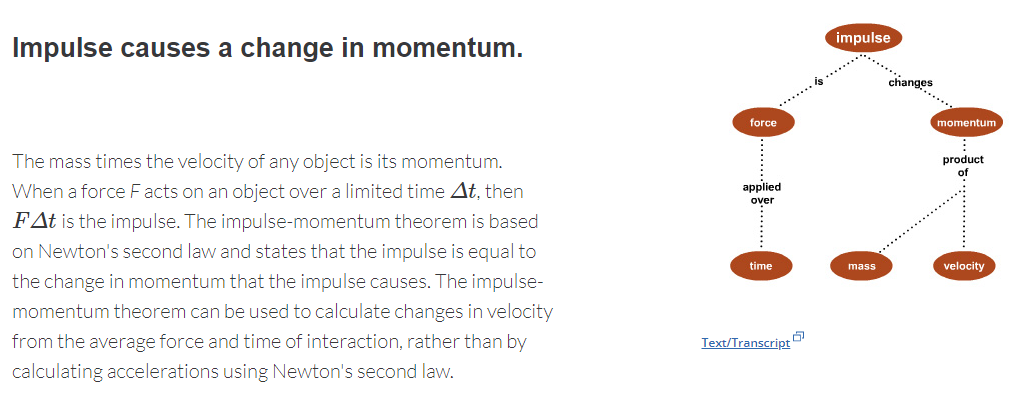 Impulse causes a change in momentum.
The mass times the velocity of any object is its momentum.
When a force F acts on an object over a limited time Δt, then
FΔt is the impulse. The impulse-momentum theorem is based
on Newton's second law and states that the impulse is equal to
the change in momentum that the impulse causes. The impulse-
momentum theorem can be used to calculate changes in velocity
from the average force and time of interaction, rather than by
calculating accelerations using Newton's second law.
impulse
is
changes
force
momentum
applied
over
product
of
time
mass
velocity
Text/Transcript